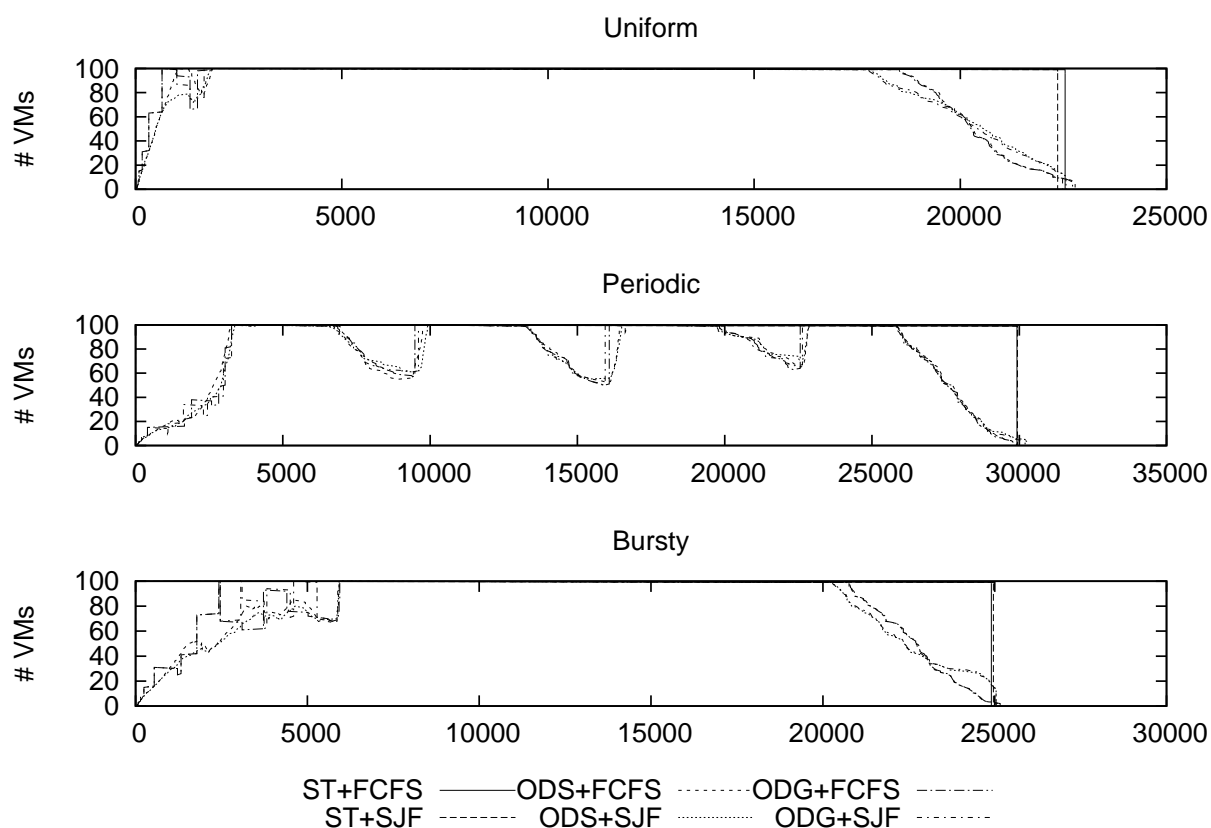 Uniform
100
80
60
40
20
0
# VMs
0 5000 10000 15000 20000 25000
Periodic
100
80
60
40
20
0
# VMs
0 5000 10000 15000 20000 25000 30000 35000
Bursty
100
80
60
40
20
0
# VMs
0 5000 10000 15000 20000 25000 30000
ST+FCFS ODS+FCFS ODG+FCFS
ST+SJF ODS+SJF ODG+SJF